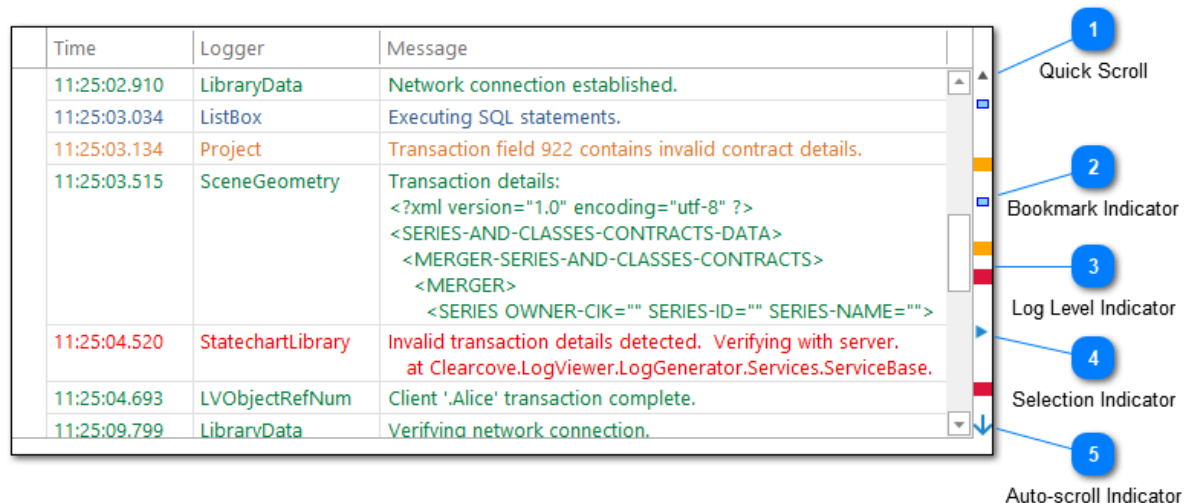 Time Logger Message
11:25:02.910 LibraryData Network connection established.
11:25:03.034 ListBox Executing SQL statements.
11:25:03.134 Project Transaction field 922 contains invalid contract details.
11:25:03.515 SceneGeometry Transaction details:
<?xml version="1.0" encoding="utf-8" ?>
<SERIES-AND-CLASSES-CONTRACTS-DATA>
<MERGER-SERIES-AND-CLASSES-CONTRACTS>
<MERGER>
<SERIES OWNER-CIK="" SERIES-ID="" SERIES-NAME="">
11:25:04.520 StatechartLibrary Invalid transaction details detected. Verifying with server.
at Clearcove.LogViewer.LogGenerator.Services.ServiceBase.
11:25:04.693 LVObjectRefNum Client '.Alice' transaction complete.
11:25:09.799 LibraryData Verifying network connection.
1
Quick Scroll
2
Bookmark Indicator
3
Log Level Indicator
4
Selection Indicator
5
Auto-scroll Indicator